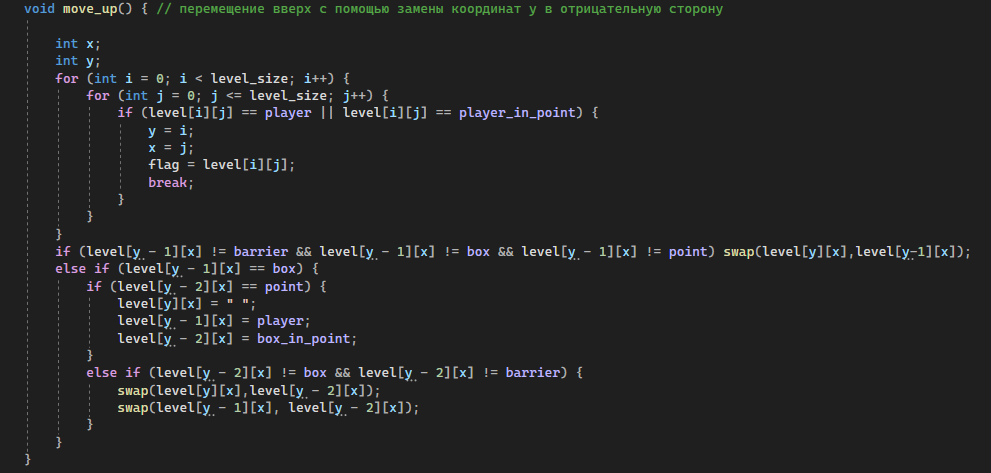 void move_up() { // перемещение вверх с помощью замены координат y в отрицательную сторону
int x;
int y;
for (int i = 0; i < level_size; i++) {
for (int j = 0; j <= level_size; j++) {
if (level[i][j] == player || level[i][j] == player_in_point) {
y = i;
x = j;
flag = level[i][j];
break;
}
}
}
if (level[y - 1][x] != barrier && level[y - 1][x] != box && level[y - 1][x] != point) swap(level[y][x],level[y-1][x]);
else if (level[y - 1][x] == box) {
if (level[y - 2][x] == point) {
level[y][x] = " ";
level[y - 1][x] = player;
level[y - 2][x] = box_in_point;
}
else if (level[y - 2][x] != box && level[y - 2][x] != barrier) {
swap(level[y][x],level[y - 2][x]);
swap(level[y - 1][x], level[y - 2][x]);
}
}
}